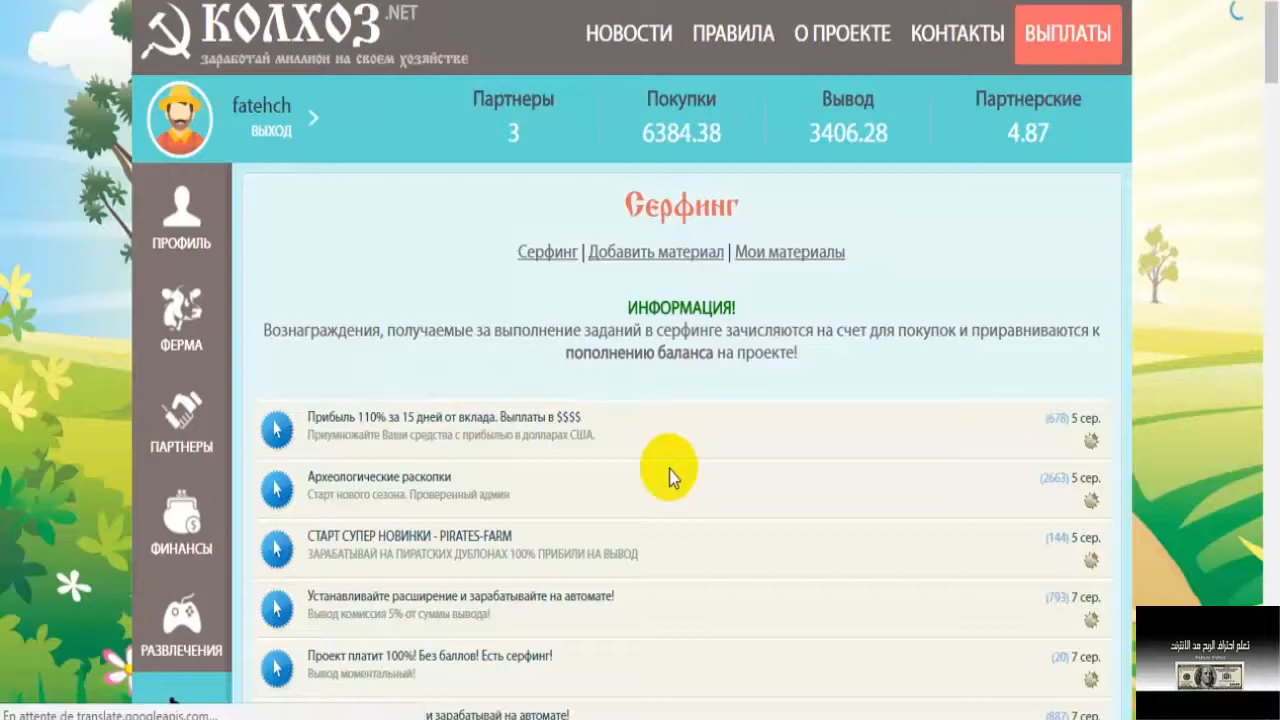 КОЛХОЗ.NET
заработай миллион на своем хозяйстве
НОВОСТИ ПРАВИЛА О ПРОЕКТЕ КОНТАКТЫ ВЫПЛАТЫ
fatehch
ВЫХОД
Партнеры Покупки Вывод Партнерские
3 6384.38 3406.28 4.87
ПРОФИЛЬ
ФЕРМА
ПАРТНЕРЫ
ФИНАНСЫ
РАЗВЛЕЧЕНИЯ
Серфинг
Серфинг | Добавить материал | Мои материалы
ИНФОРМАЦИЯ!
Вознаграждения, получаемые за выполнение заданий в серфинге зачисляются на счет для покупок и приравниваются к
пополнению баланса на проекте!
Прибыль 110% за 15 дней от вклада. Выплаты в $$$$ (678) 5 сер.
Приумножайте Ваши средства с прибылью в долларах США.
Археологические раскопки (2663) 5 сер.
Старт нового сезона. Проверенный админ
СТАРТ СУПЕР НОВИНКИ - PIRATES-FARM (144) 5 сер.
ЗАРАБАТЫВАЙ НА ПИРАТСКИХ ДУБЛОНАХ 100% ПРИБИЛИ НА ВЫВОД
Устанавливайте расширение и зарабатывайте на автомате! (793) 7 сер.
Вывод комиссия 5% от суммы вывода!
Проект платит 100%! Без баллов! Есть серфинг! (20) 7 сер.
Вывод моментальный!
и зарабатывай на автомате! (887) 7 сер.
En attente de translate.googleapis.com...
تعلم احتراف الربح مد الانترنت